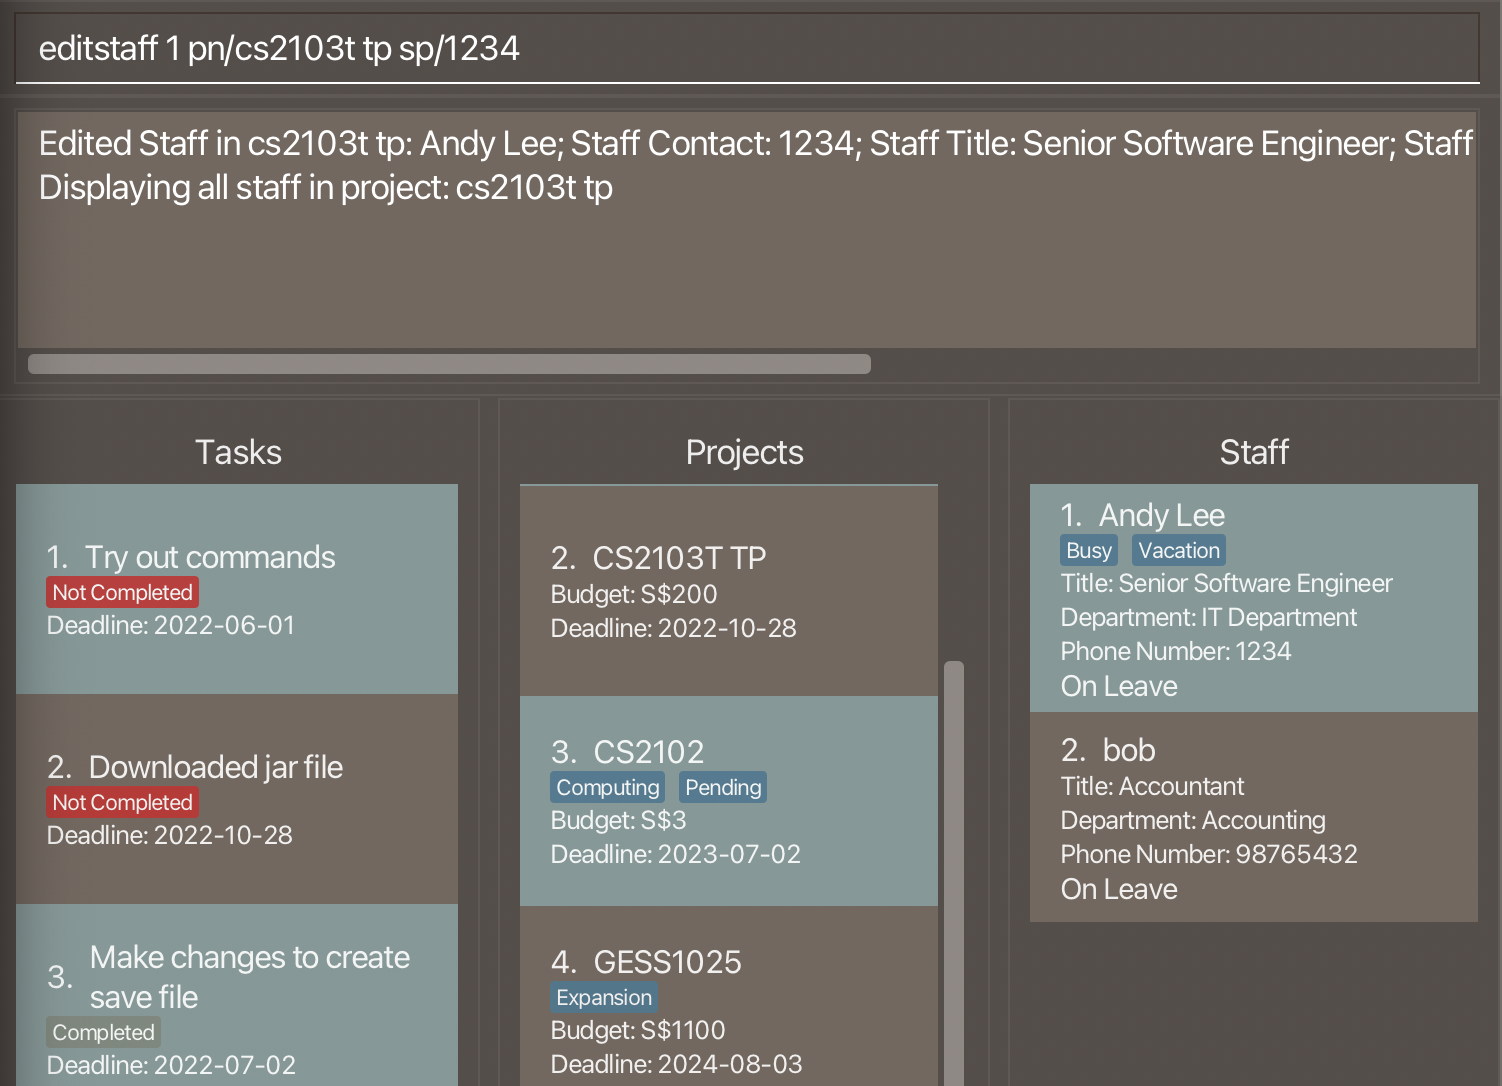 editstaff 1 pn/cs2103t tp sp/1234
Edited Staff in cs2103t tp: Andy Lee; Staff Contact: 1234; Staff Title: Senior Software Engineer; Staff
Displaying all staff in project: cs2103t tp
Tasks
1. Try out commands
Not Completed
Deadline: 2022-06-01
2. Downloaded jar file
Not Completed
Deadline: 2022-10-28
3. Make changes to create
save file
Completed
Deadline: 2022-07-02
Projects
2. CS2103T TP
Budget: S$200
Deadline: 2022-10-28
3. CS2102
Computing Pending
Budget: S$3
Deadline: 2023-07-02
4. GESS1025
Expansion
Budget: S$1100
Deadline: 2024-08-03
Staff
1. Andy Lee
Busy Vacation
Title: Senior Software Engineer
Department: IT Department
Phone Number: 1234
On Leave
2. bob
Title: Accountant
Department: Accounting
Phone Number: 98765432
On Leave